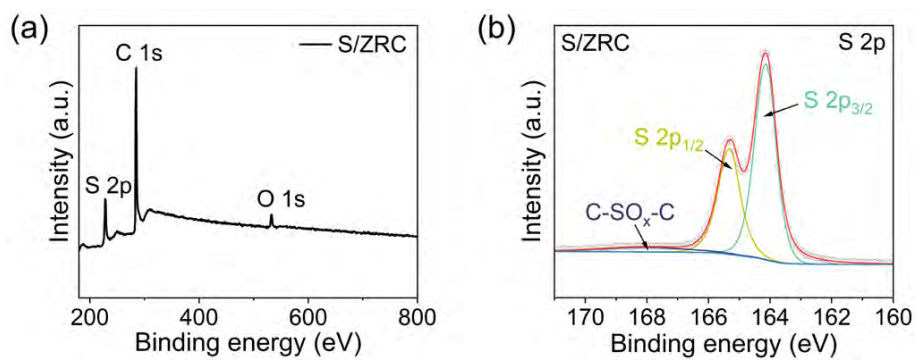 (a)
S/ZRC
C 1s
S 2p
O 1s
Intensity (a.u.)
200 400 600 800
Binding energy (eV)
(b)
S/ZRC S 2p
S 2p3/2
S 2p1/2
C-SOx-C
Intensity (a.u.)
170 168 166 164 162 160
Binding energy (eV)